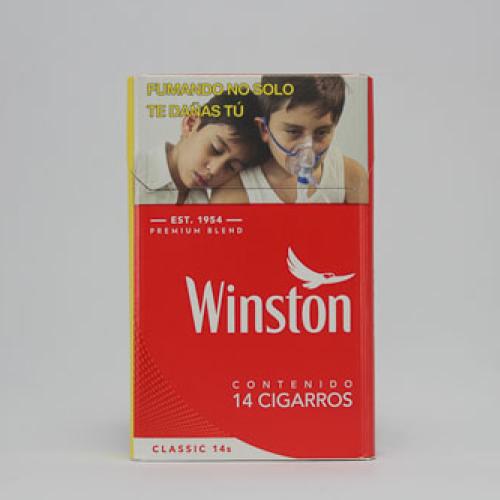 FUMANDO NO SOLO
TE DAÑAS TÚ
EST. 1954
PREMIUM BLEND
Winston
CONTENIDO
14 CIGARROS
CLASSIC 14s